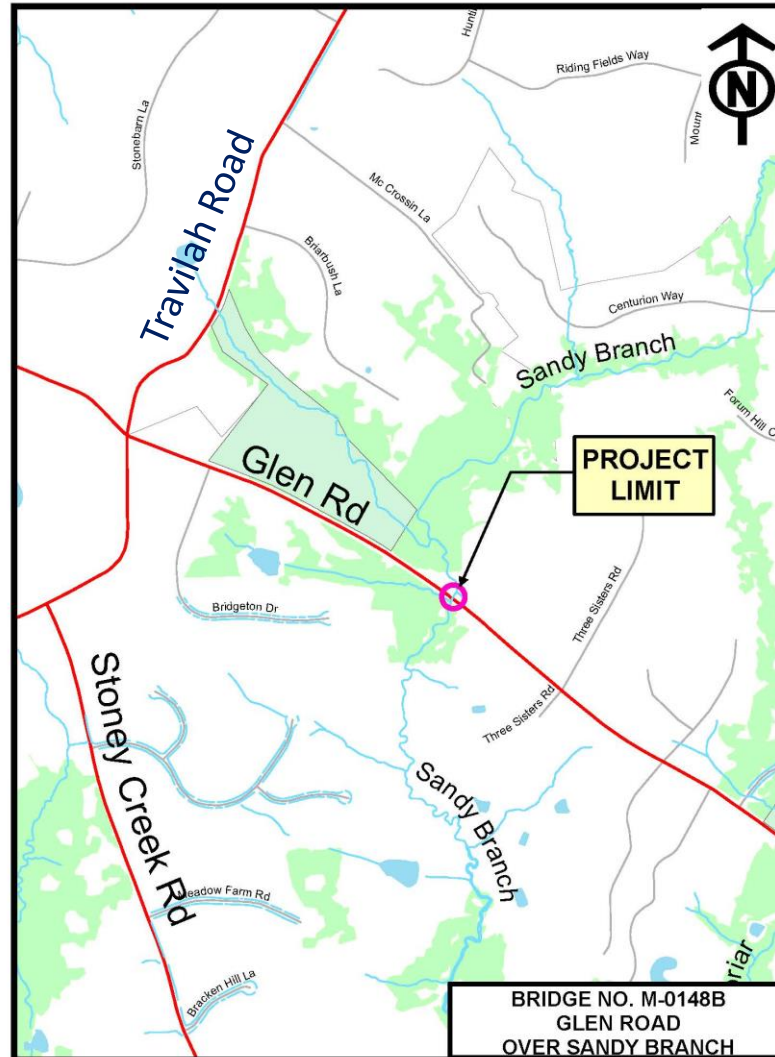 Hunti
Riding Fields Way
N
Mount
Stonebarn La
Travilah Road
Mc Crossin La
Briarbush La
Centurion Way
Sandy Branch
Forum Hill C
Glen Rd
PROJECT
LIMIT
Bridgeton Dr
Three Sisters Rd
Three Sisters Rd
Stoney Creek Rd
Sandy Branch
Meadow Farm Rd
Bracken Hill La
riar
BRIDGE NO. M-0148B
GLEN ROAD
OVER SANDY BRANCH